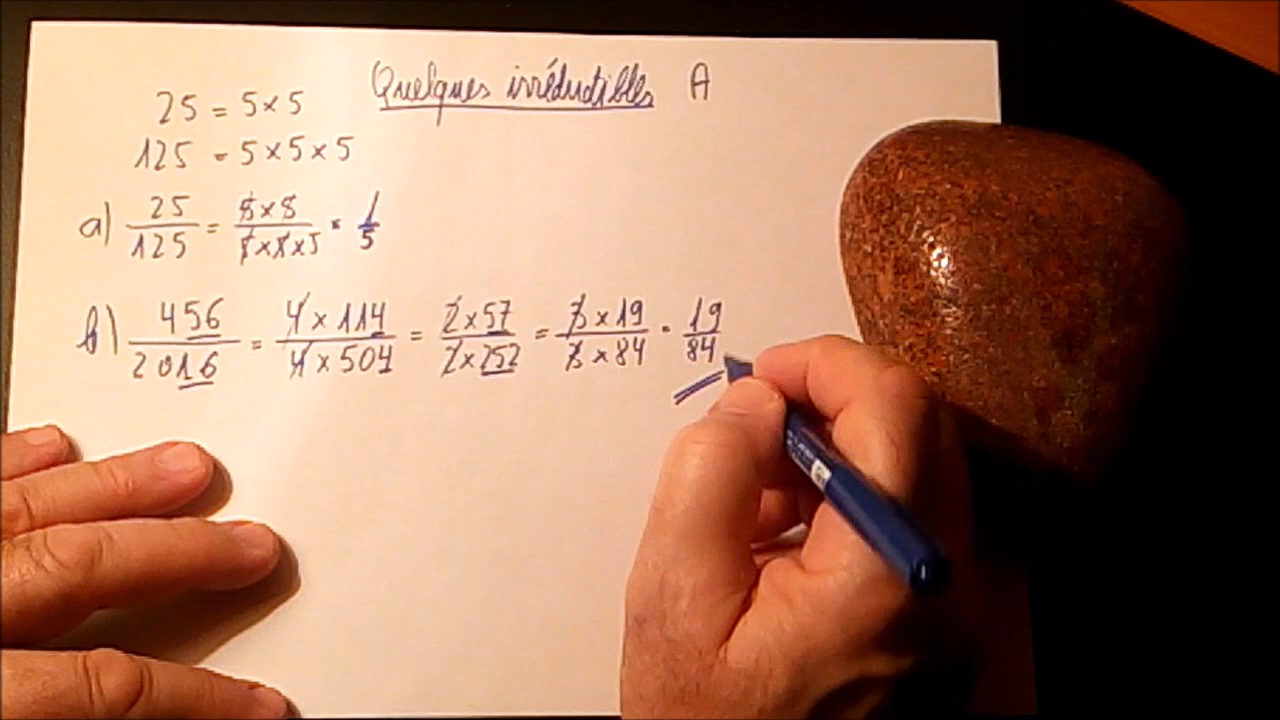 Quelques irréductibles A
25 = 5 × 5
125 = 5 × 5 × 5
a) 25/125 = 5 × 5/5 × 5 × 5 = 1/5
b) 456/2016 = 4 × 114/4 × 504 = 2 × 57/2 × 252 = 3 × 19/3 × 84 = 19/84